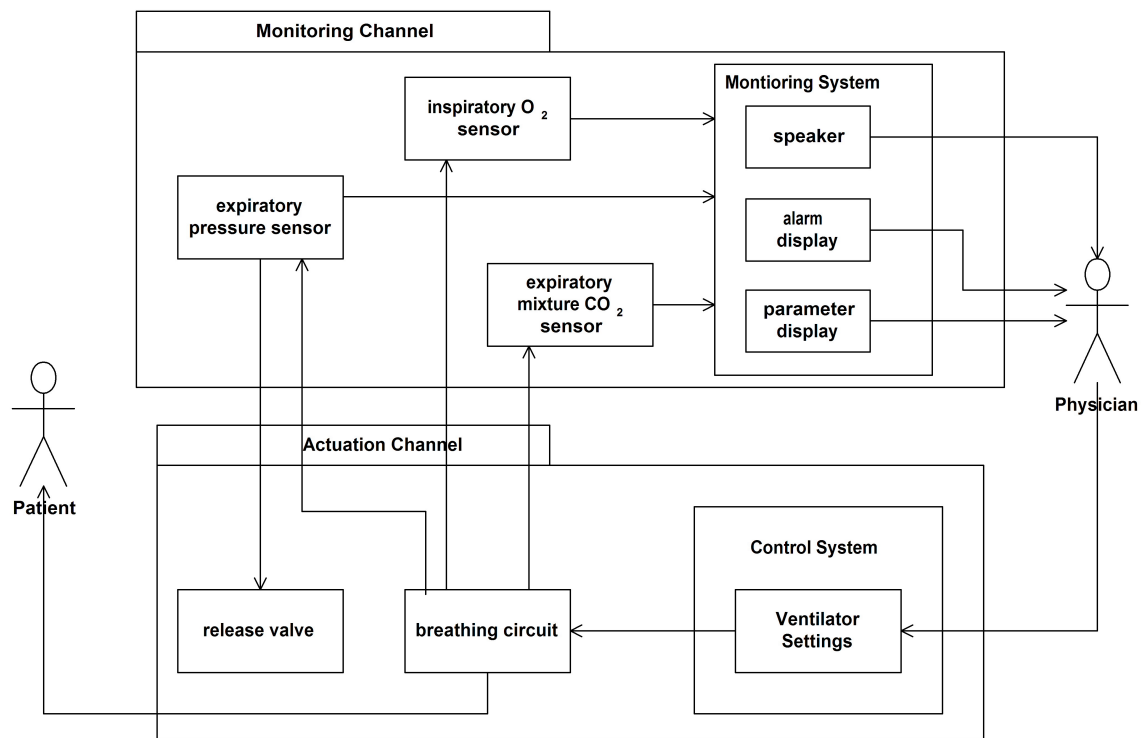 Monitoring Channel
Montioring System
inspiratory O 2
sensor
speaker
expiratory
pressure sensor
alarm
display
expiratory
mixture CO 2
sensor
parameter
display
Physician
Patient
Actuation Channel
Control System
release valve
breathing circuit
Ventilator
Settings